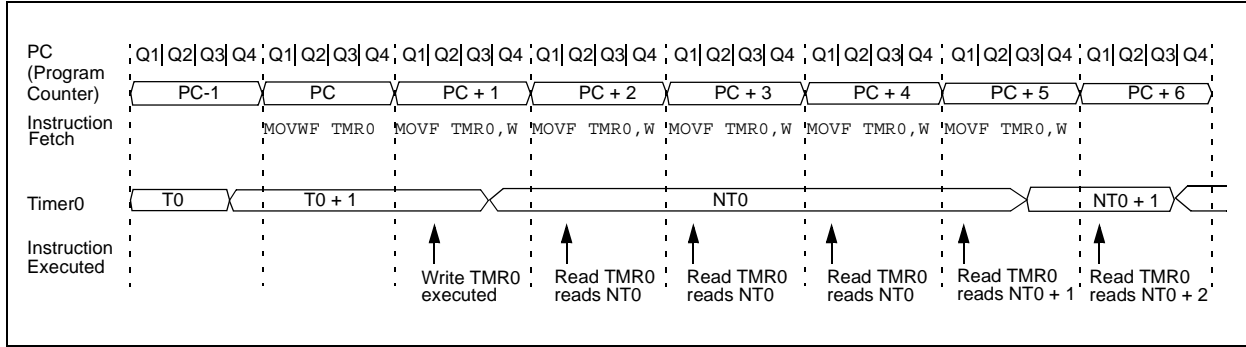 PC (Program Counter)
Q1 Q2 Q3 Q4 Q1 Q2 Q3 Q4 Q1 Q2 Q3 Q4 Q1 Q2 Q3 Q4 Q1 Q2 Q3 Q4 Q1 Q2 Q3 Q4 Q1 Q2 Q3 Q4 Q1 Q2 Q3 Q4
PC-1 PC PC + 1 PC + 2 PC + 3 PC + 4 PC + 5 PC + 6
Instruction Fetch
MOVWF TMR0 MOVF TMR0,W MOVF TMR0,W MOVF TMR0,W MOVF TMR0,W MOVF TMR0,W
Timer0 T0 T0 + 1 NT0 NT0 + 1
Instruction Executed
Write TMR0 executed
Read TMR0 reads NT0
Read TMR0 reads NT0
Read TMR0 reads NT0
Read TMR0 reads NT0 + 1
Read TMR0 reads NT0 + 2